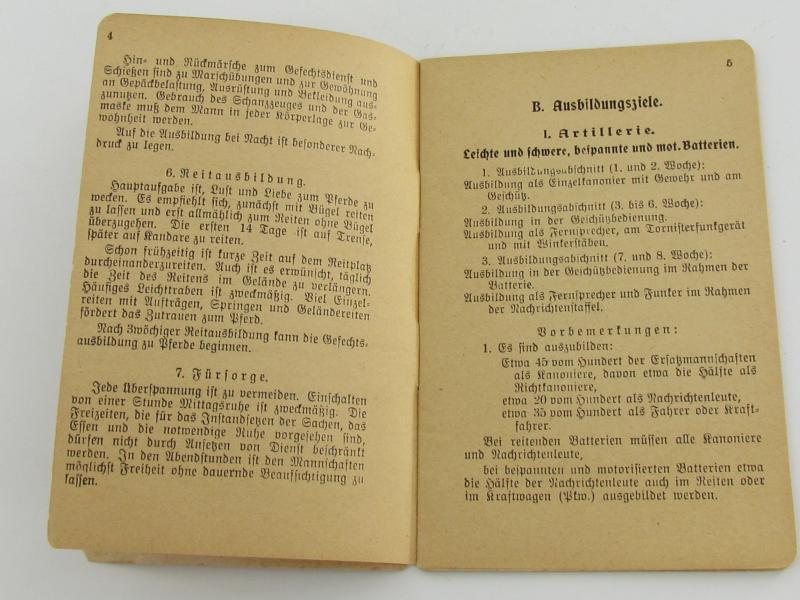 4
Hin- und Rückmärsche zum Gefechtsdienst und
Schießen sind zu Marschübungen und zur Gewöhnung
an Gepäckbelastung, Ausrüstung und Bekleidung aus-
zunutzen. Gebrauch des Schanzzeuges und der Gas-
maske muß dem Mann in jeder Körperlage zur Ge-
wohnheit werden.
Auf die Ausbildung bei Nacht ist besonderer Nach-
druck zu legen.
6. Reitausbildung.
Hauptaufgabe ist, Lust und Liebe zum Pferde zu
wecken. Es empfiehlt sich, zunächst mit Bügel reiten
zu lassen und erst allmählich zum Reiten ohne Bügel
überzugehen. Die ersten 14 Tage ist auf Trense,
später auf Kandare zu reiten.
Schon frühzeitig ist kurze Zeit auf dem Reitplatz
durcheinanderzureiten. Auch ist es erwünscht, täglich
die Zeit des Reitens im Gelände zu verlängern.
Häufiges Leichttraben ist zweckmäßig. Viel Einzel-
reiten mit Aufträgen, Springen und Geländereiten
fördert das Zutrauen zum Pferd.
Nach 3wöchiger Reitausbildung kann die Gefechts-
ausbildung zu Pferde beginnen.
7. Fürsorge.
Jede Überspannung ist zu vermeiden. Einschalten
von einer Stunde Mittagsruhe ist zweckmäßig. Die
Freizeiten, die für das Instandsetzen der Sachen, das
Essen und die notwendige Ruhe vorgesehen sind,
dürfen nicht durch Ansetzen von Dienst beschränkt
werden. In den Abendstunden ist den Mannschaften
möglichst Freiheit ohne dauernde Beaufsichtigung zu
lassen.
5
B. Ausbildungsziele.
1. Artillerie.
Leichte und schwere, bespannte und mot. Batterien.
1. Ausbildungsabschnitt (1. und 2. Woche):
Ausbildung als Einzelkanonier mit Gewehr und am
Geschütz.
2. Ausbildungsabschnitt (3. bis 6. Woche):
Ausbildung in der Geschützbedienung.
Ausbildung als Fernsprecher, am Tornisterfunkgerät
und mit Winkerstäben.
3. Ausbildungsabschnitt (7. und 8. Woche):
Ausbildung in der Geschützbedienung im Rahmen der
Batterie.
Ausbildung als Fernsprecher und Funker im Rahmen
der Nachrichtenstaffel.
Vorbemerkungen:
1. Es sind auszubilden:
Etwa 45 vom Hundert der Ersatzmannschaften
als Kanoniere, davon etwa die Hälfte als
Richtkanoniere,
etwa 20 vom Hundert als Nachrichtenleute,
etwa 35 vom Hundert als Fahrer oder Kraft-
fahrer.
Bei reitenden Batterien müssen alle Kanoniere
und Nachrichtenleute,
bei bespannten und motorisierten Batterien etwa
die Hälfte der Nachrichtenleute auch im Reiten oder
im Kraftwagen (Pkw.) ausgebildet werden.